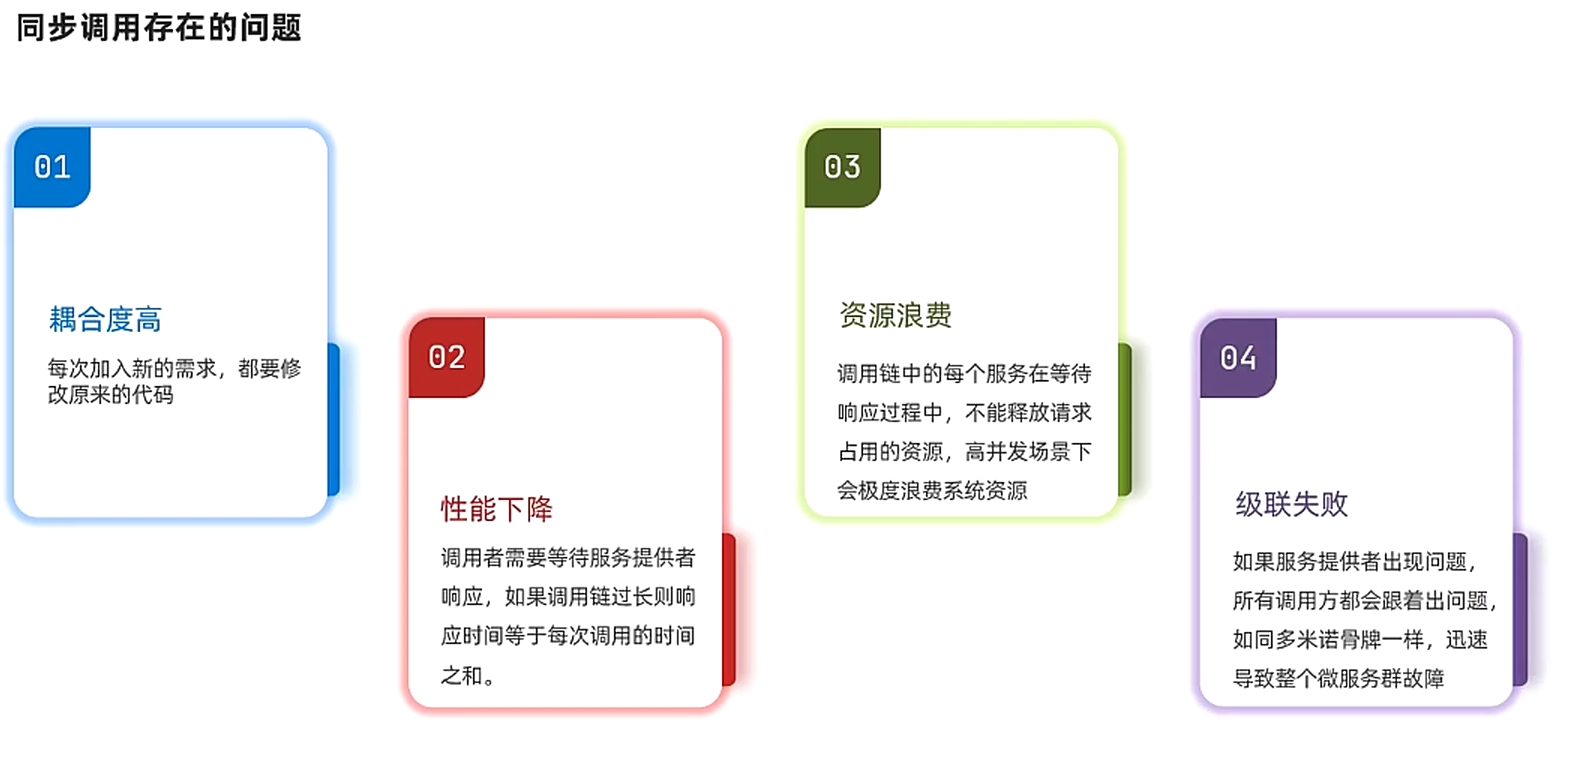 同步调用存在的问题
01
耦合度高
每次加入新的需求，都要修
改原来的代码
02
性能下降
调用者需要等待服务提供者
响应，如果调用链过长则响
应时间等于每次调用的时间
之和。
03
资源浪费
调用链中的每个服务在等待
响应过程中，不能释放请求
占用的资源，高并发场景下
会极度浪费系统资源
04
级联失败
如果服务提供者出现问题，
所有调用方都会跟着出问题，
如同多米诺骨牌一样，迅速
导致整个微服务群故障